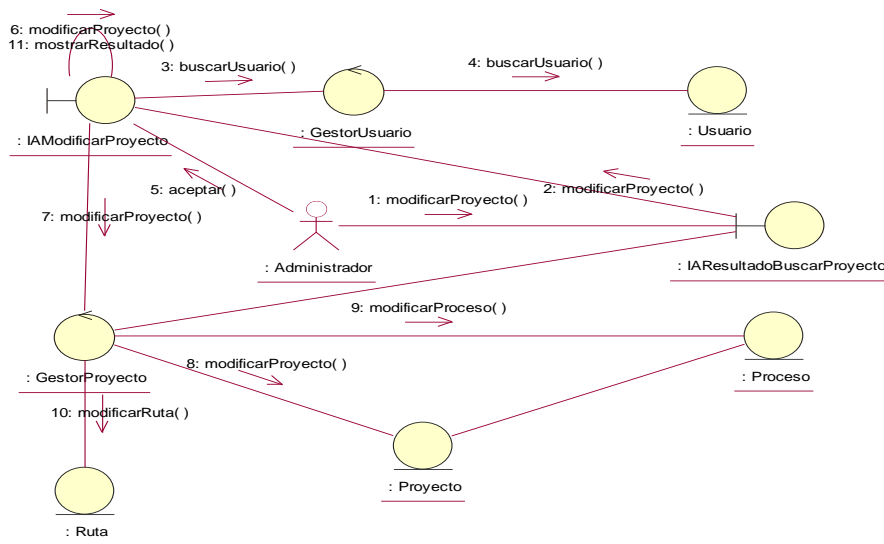 6: modificarProyecto( )
11: mostrarResultado( )
3: buscarUsuario( )
4: buscarUsuario( )
: IAModificarProyecto
: GestorUsuario
: Usuario
5: aceptar( )
1: modificarProyecto( )
2: modificarProyecto( )
7: modificarProyecto( )
: Administrador
: IAResultadoBuscarProyecto
9: modificarProceso( )
8: modificarProyecto( )
: GestorProyecto
: Proceso
10: modificarRuta( )
: Proyecto
: Ruta